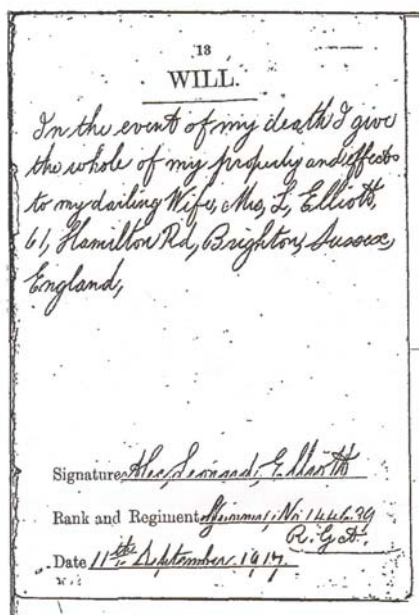 13
WILL.
In the event of my death I give
the whole of my property and effects
to my darling Wife, Mrs, L, Elliott,
61, Hamilton Rd, Brighton, Sussex,
England,
Signature Alec Leonard, Elliott
Rank and Regiment Gunner, No
R.G.A.
Date 11th September 1917.